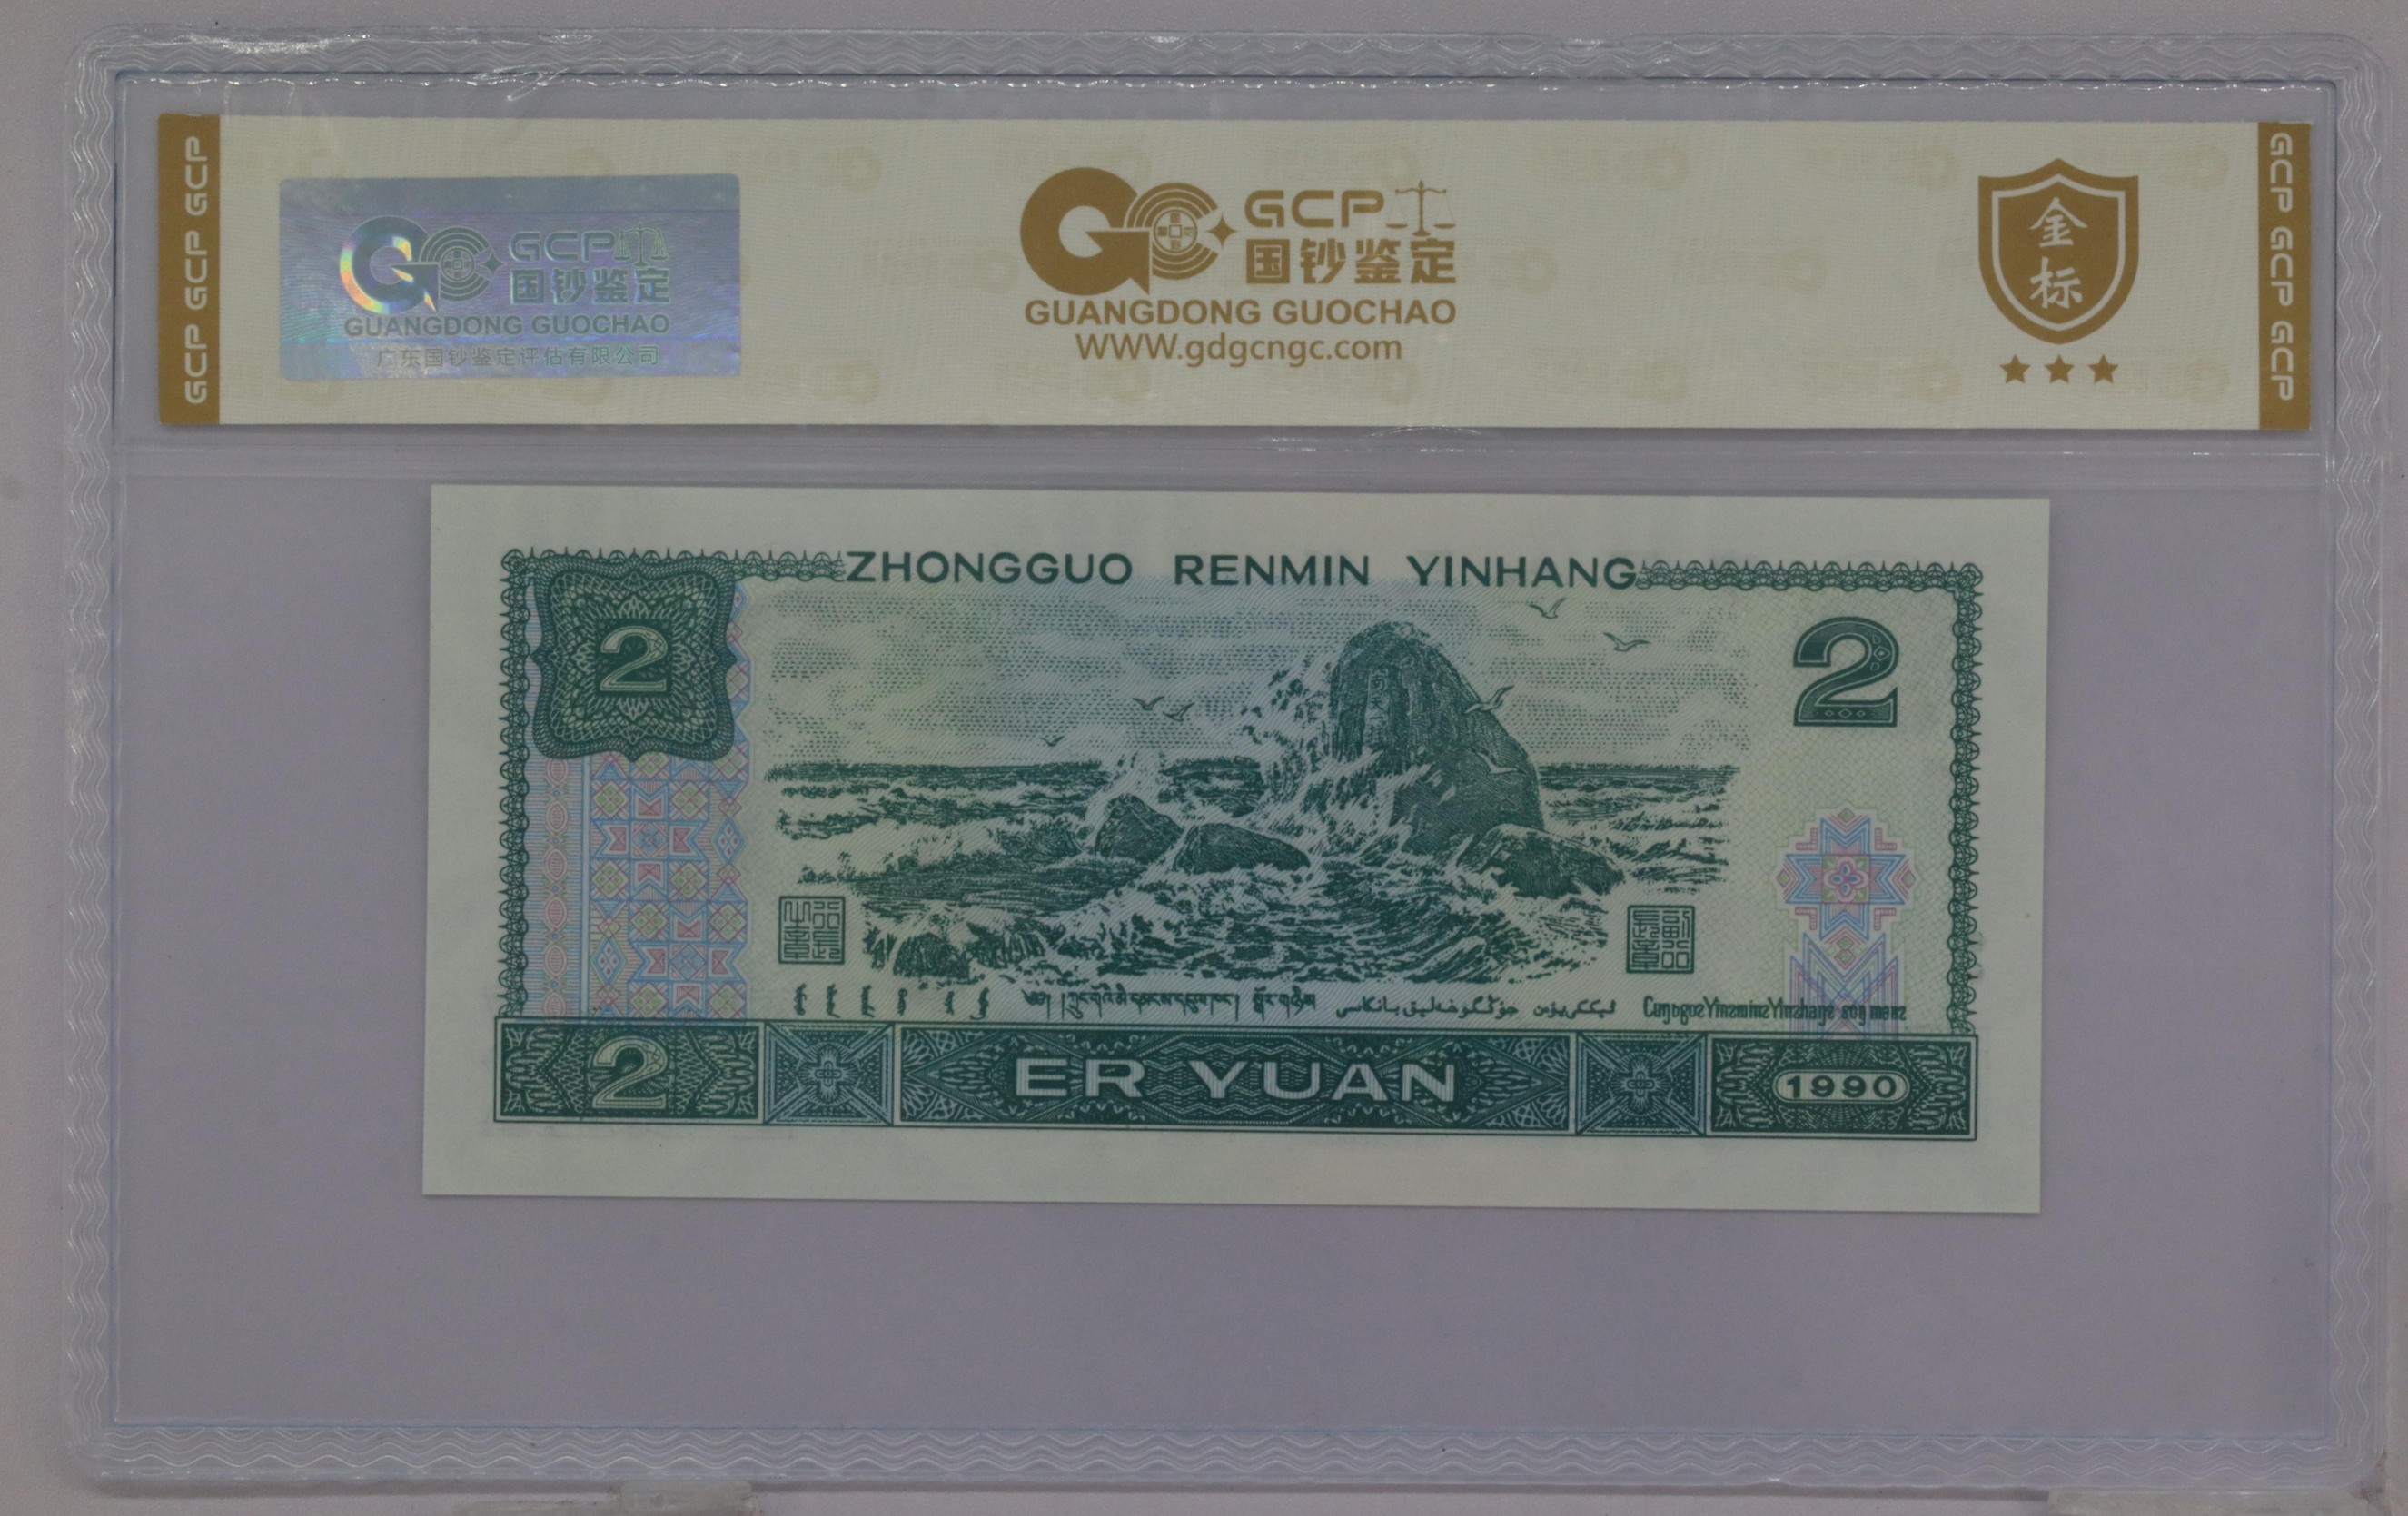 GCP GCP GCP
GCP
国钞鉴定
GUANGDONG GUOCHAO
广东国钞鉴定评估有限公司
GCP
国钞鉴定
GUANGDONG GUOCHAO
www.gdgcngc.com
金
标
GCP GCP GCP
ZHONGGUO RENMIN YINHANG
2
2
2
ER YUAN
1990